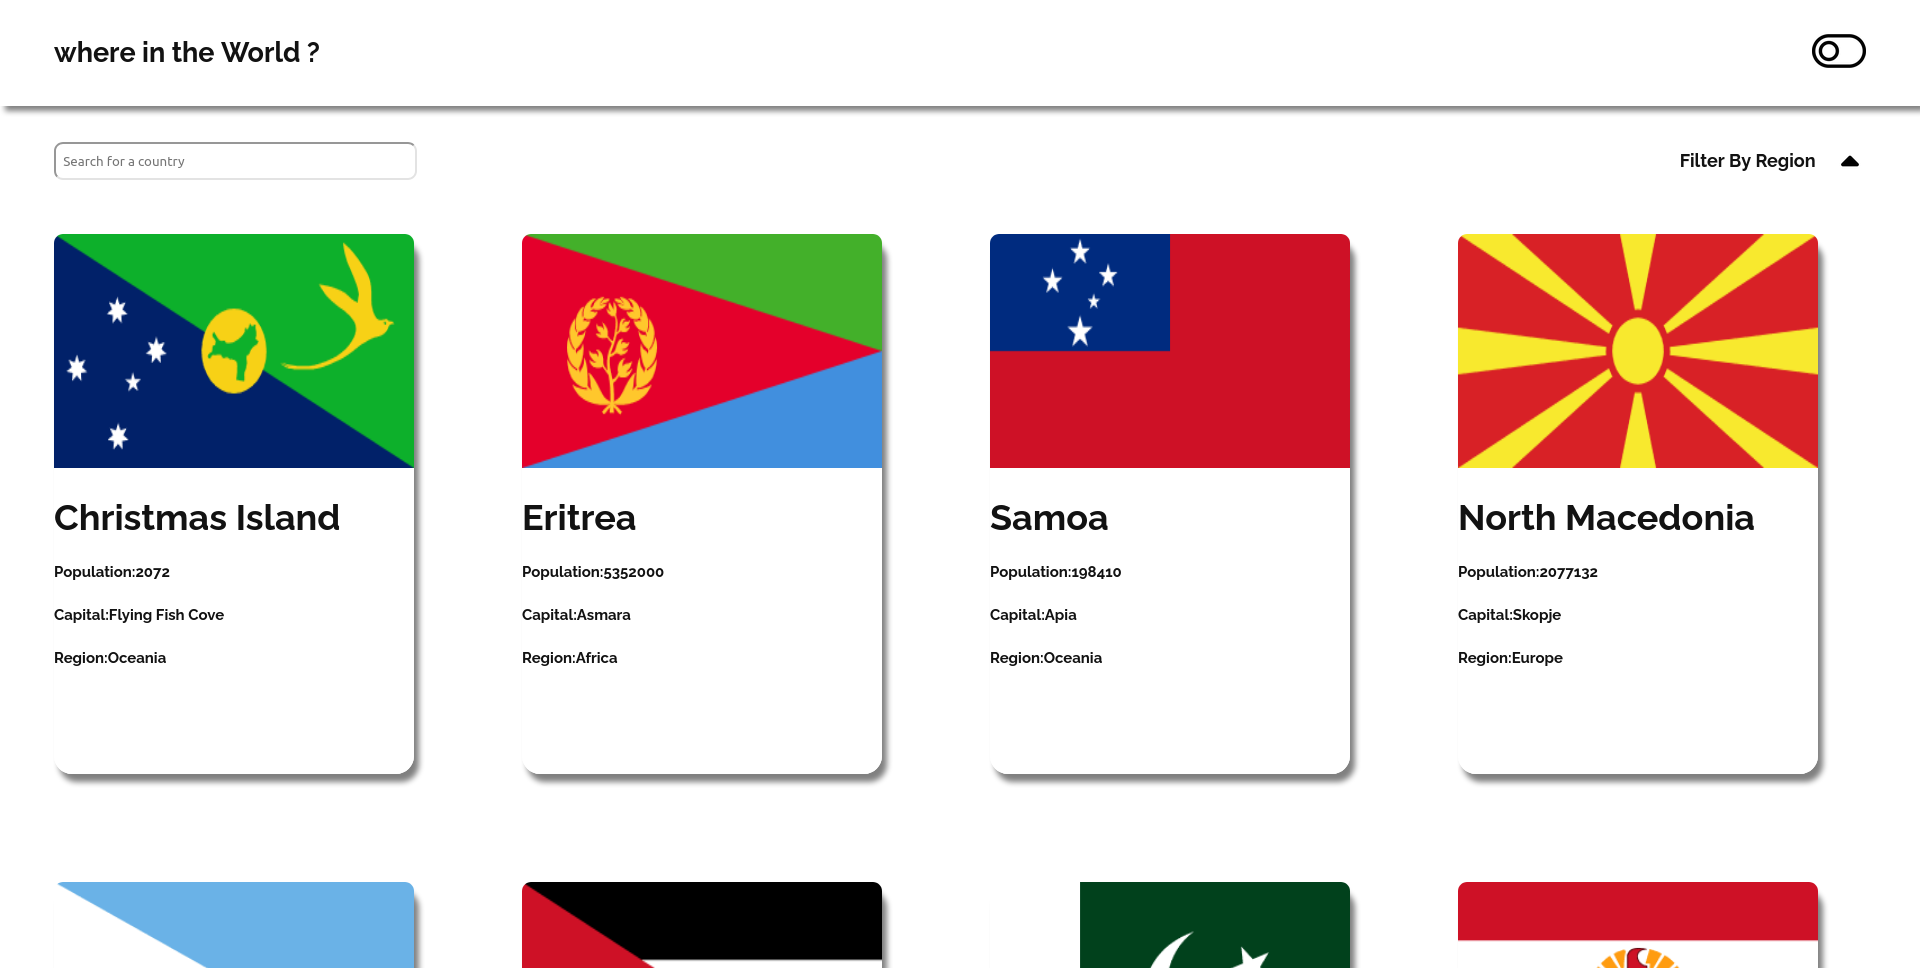 where in the World ?
Search for a country
Filter By Region
Christmas Island
Population:2072
Capital:Flying Fish Cove
Region:Oceania
Eritrea
Population:5352000
Capital:Asmara
Region:Africa
Samoa
Population:198410
Capital:Apia
Region:Oceania
North Macedonia
Population:2077132
Capital:Skopje
Region:Europe